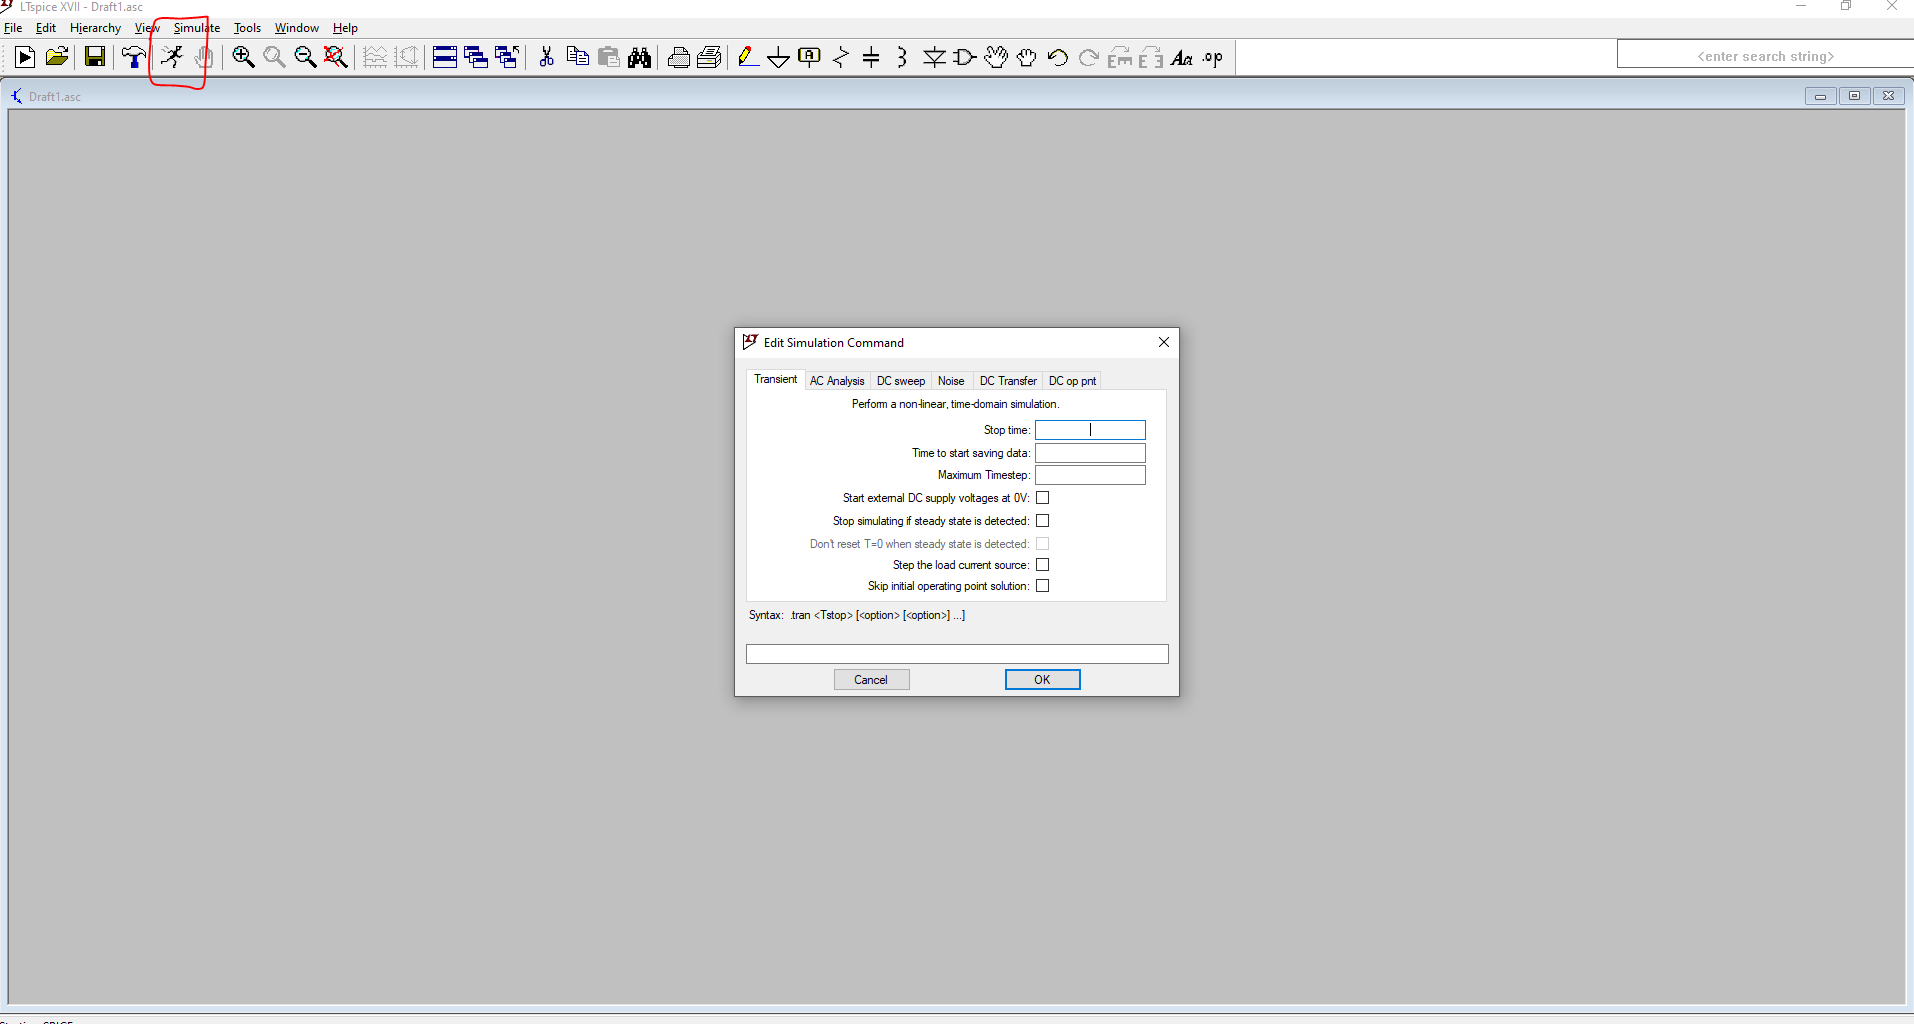 LTspice XVII - Draft1.asc
File Edit Hierarchy View Simulate Tools Window Help
A Aa .op <enter search string>
Draft1.asc
Edit Simulation Command
Transient AC Analysis DC sweep Noise DC Transfer DC op pnt
Perform a non-linear, time-domain simulation.
Stop time:
Time to start saving data:
Maximum Timestep:
Start external DC supply voltages at 0V:
Stop simulating if steady state is detected:
Don't reset T=0 when steady state is detected:
Step the load current source:
Skip initial operating point solution:
Syntax: .tran <Tstop> [<option> [<option>] ...]
Cancel OK